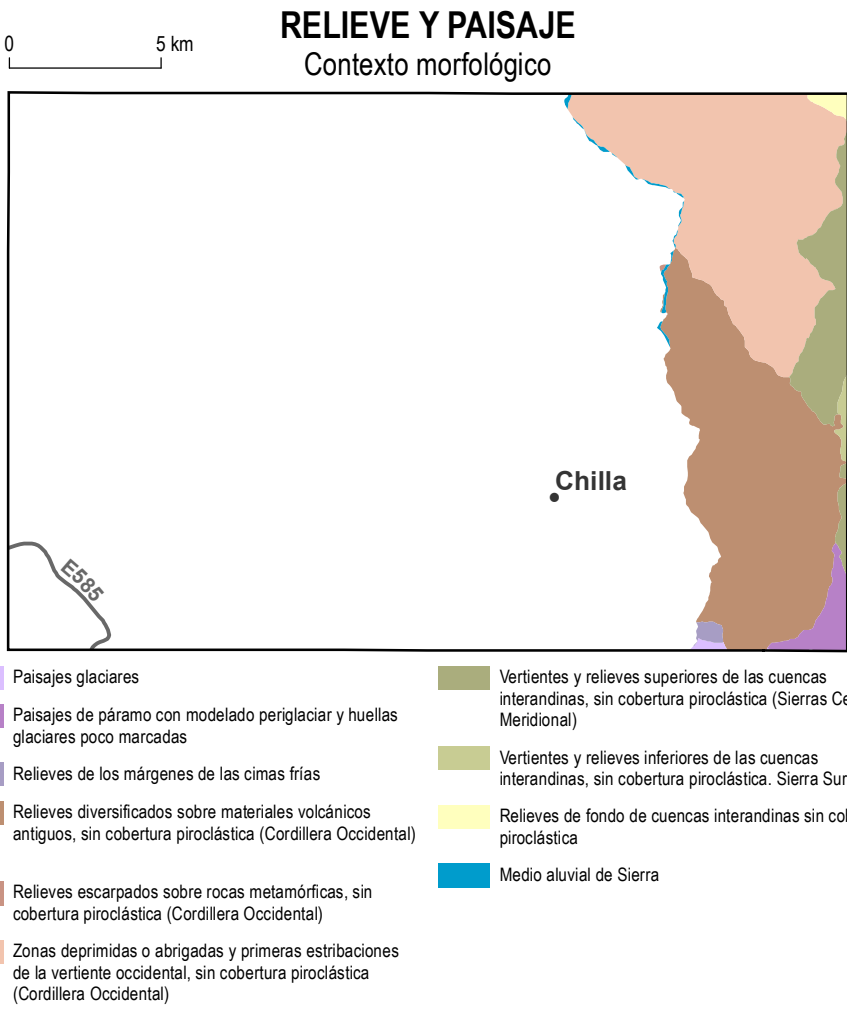 RELIEVE Y PAISAJE
Contexto morfológico
0 5 km
Chilla
E585
Paisajes glaciares
Paisajes de páramo con modelado periglaciar y huellas
glaciares poco marcadas
Relieves de los márgenes de las cimas frías
Relieves diversificados sobre materiales volcánicos
antiguos, sin cobertura piroclástica (Cordillera Occidental)
Relieves escarpados sobre rocas metamórficas, sin
cobertura piroclástica (Cordillera Occidental)
Zonas deprimidas o abrigadas y primeras estribaciones
de la vertiente occidental, sin cobertura piroclástica
(Cordillera Occidental)
Vertientes y relieves superiores de las cuencas
interandinas, sin cobertura piroclástica (Sierras Ce
Meridional)
Vertientes y relieves inferiores de las cuencas
interandinas, sin cobertura piroclástica. Sierra Sur
Relieves de fondo de cuencas interandinas sin co
piroclástica
Medio aluvial de Sierra